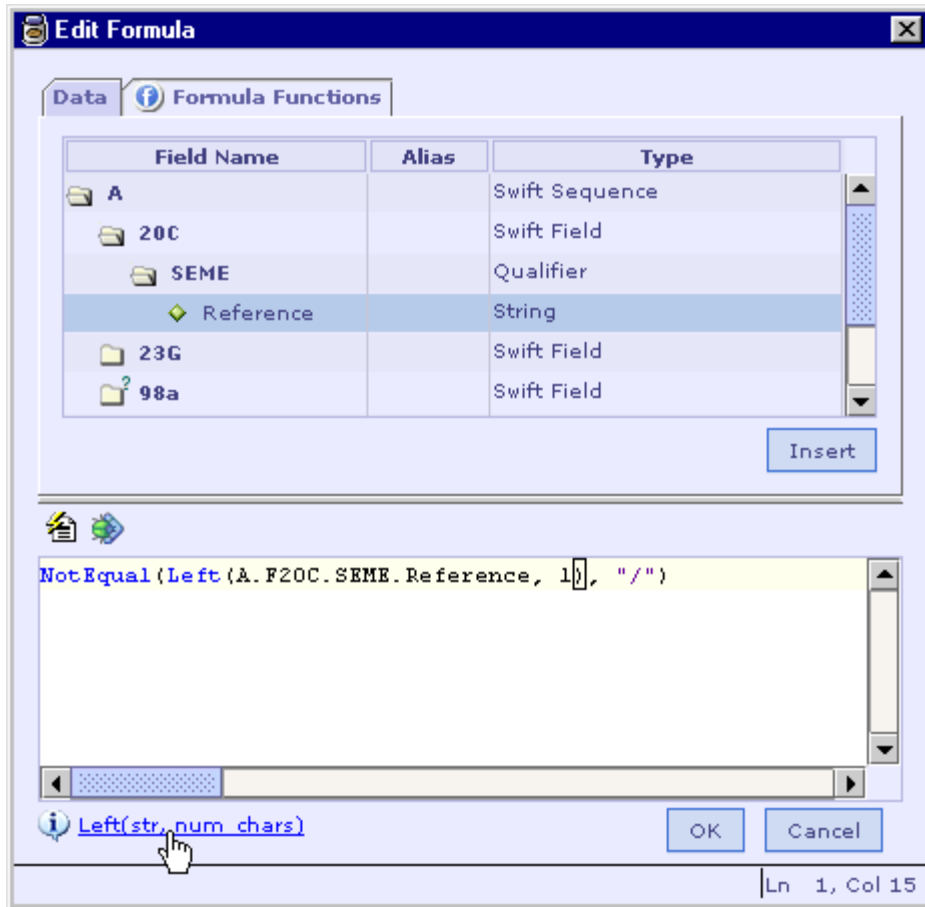 Edit Formula
Data Formula Functions
Field Name Alias Type
A Swift Sequence
20C Swift Field
SEME Qualifier
Reference String
23G Swift Field
98a Swift Field
Insert
NotEqual(Left(A.F20C.SEME.Reference, 1), "/")
Left(str, num_chars)
OK Cancel
Ln 1, Col 15